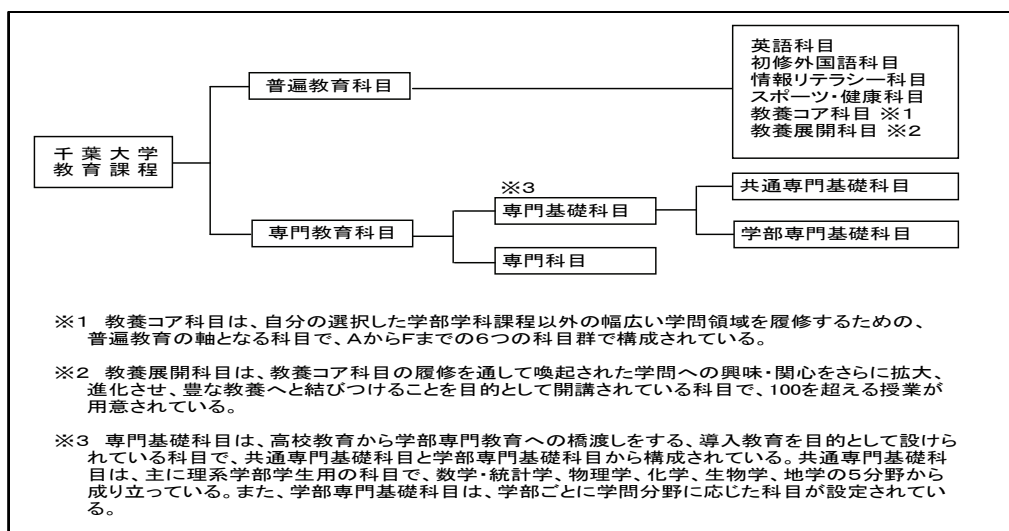 英語科目
初修外国語科目
情報リテラシー科目
スポーツ・健康科目
教養コア科目 ※1
教養展開科目 ※2
普遍教育科目
千葉大学
教育課程
※3
専門基礎科目
共通専門基礎科目
学部専門基礎科目
専門教育科目
専門科目
※1 教養コア科目は、自分の選択した学部学科課程以外の幅広い学問領域を履修するための、
普遍教育の軸となる科目で、AからFまでの6つの科目群で構成されている。
※2 教養展開科目は、教養コア科目の履修を通して喚起された学問への興味・関心をさらに拡大、
進化させ、豊な教養へと結びつけることを目的として開講されている科目で、100を超える授業が
用意されている。
※3 専門基礎科目は、高校教育から学部専門教育への橋渡しをする、導入教育を目的として設けら
れている科目で、共通専門基礎科目と学部専門基礎科目から構成されている。共通専門基礎科
目は、主に理系学部学生用の科目で、数学・統計学、物理学、化学、生物学、地学の5分野から
成り立っている。また、学部専門基礎科目は、学部ごとに学問分野に応じた科目が設定されてい
る。